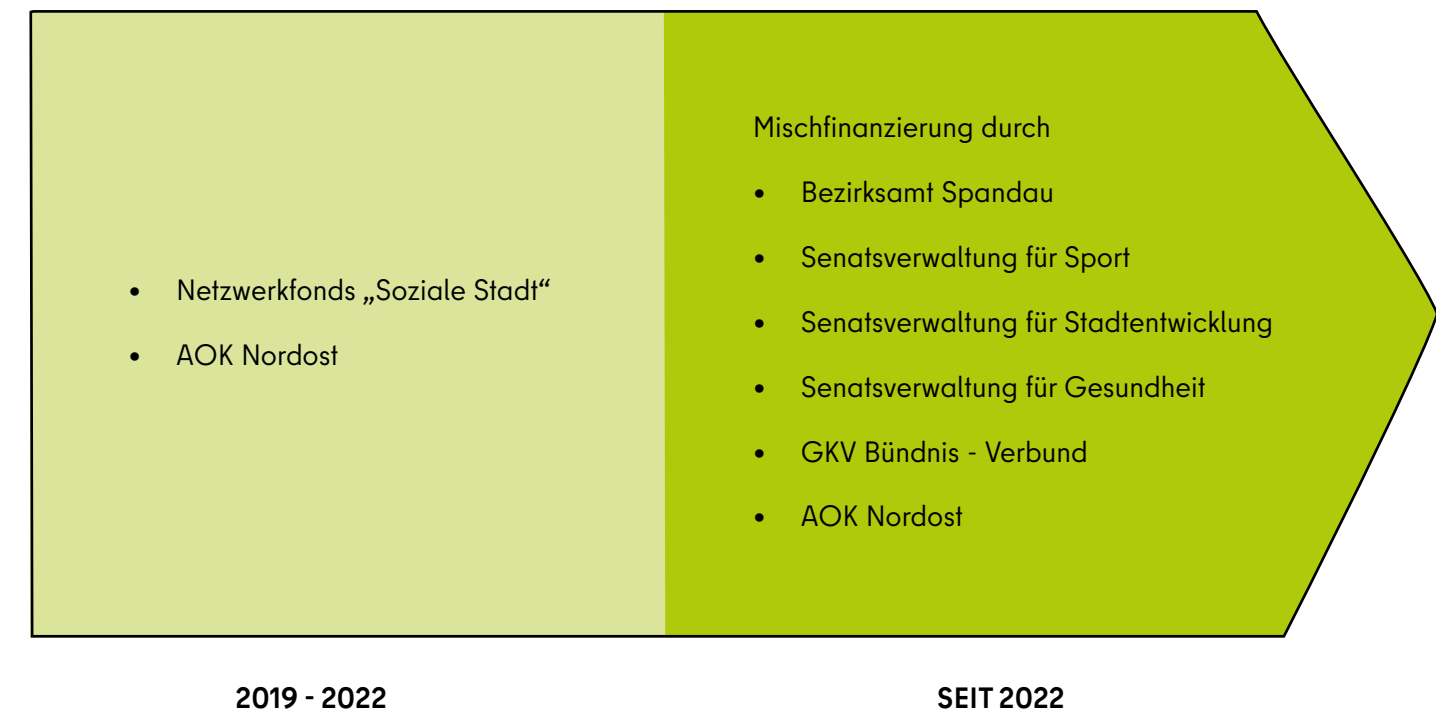 • Netzwerkfonds „Soziale Stadt“
• AOK Nordost
2019 - 2022
Mischfinanzierung durch
• Bezirksamt Spandau
• Senatsverwaltung für Sport
• Senatsverwaltung für Stadtentwicklung
• Senatsverwaltung für Gesundheit
• GKV Bündnis - Verbund
• AOK Nordost
SEIT 2022